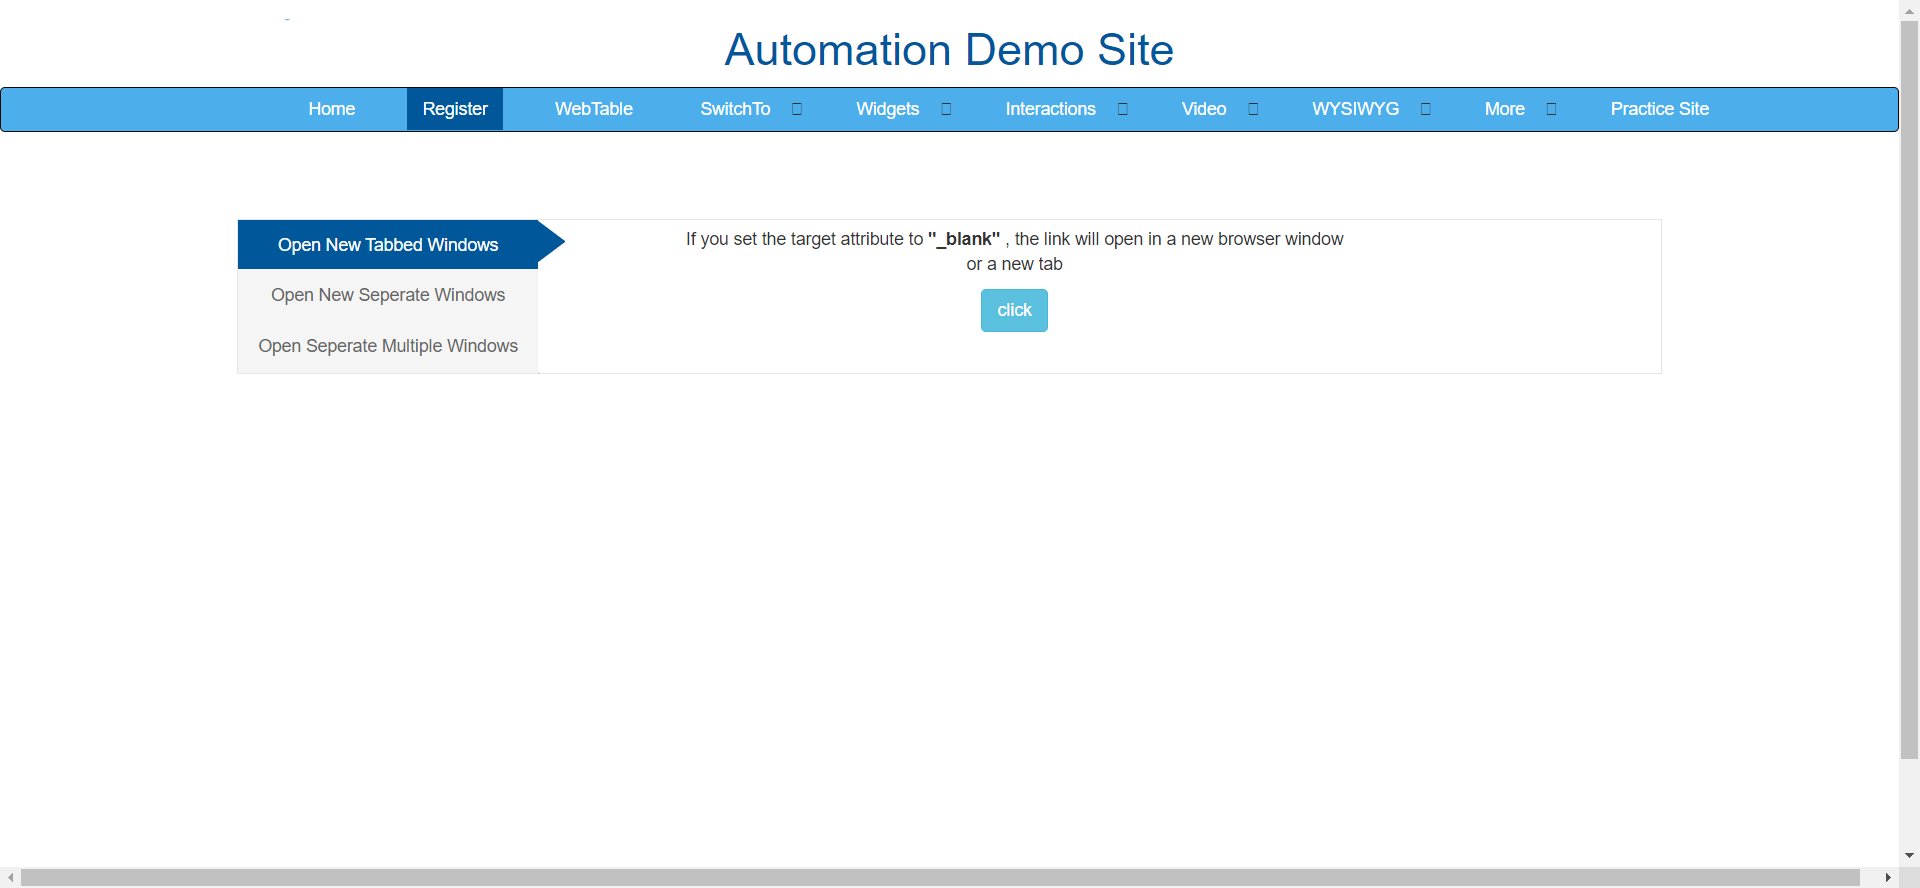 Automation Demo Site
Home Register WebTable SwitchTo Widgets Interactions Video WYSIWYG More Practice Site
Open New Tabbed Windows
Open New Seperate Windows
Open Seperate Multiple Windows
If you set the target attribute to "_blank" , the link will open in a new browser window
or a new tab
click